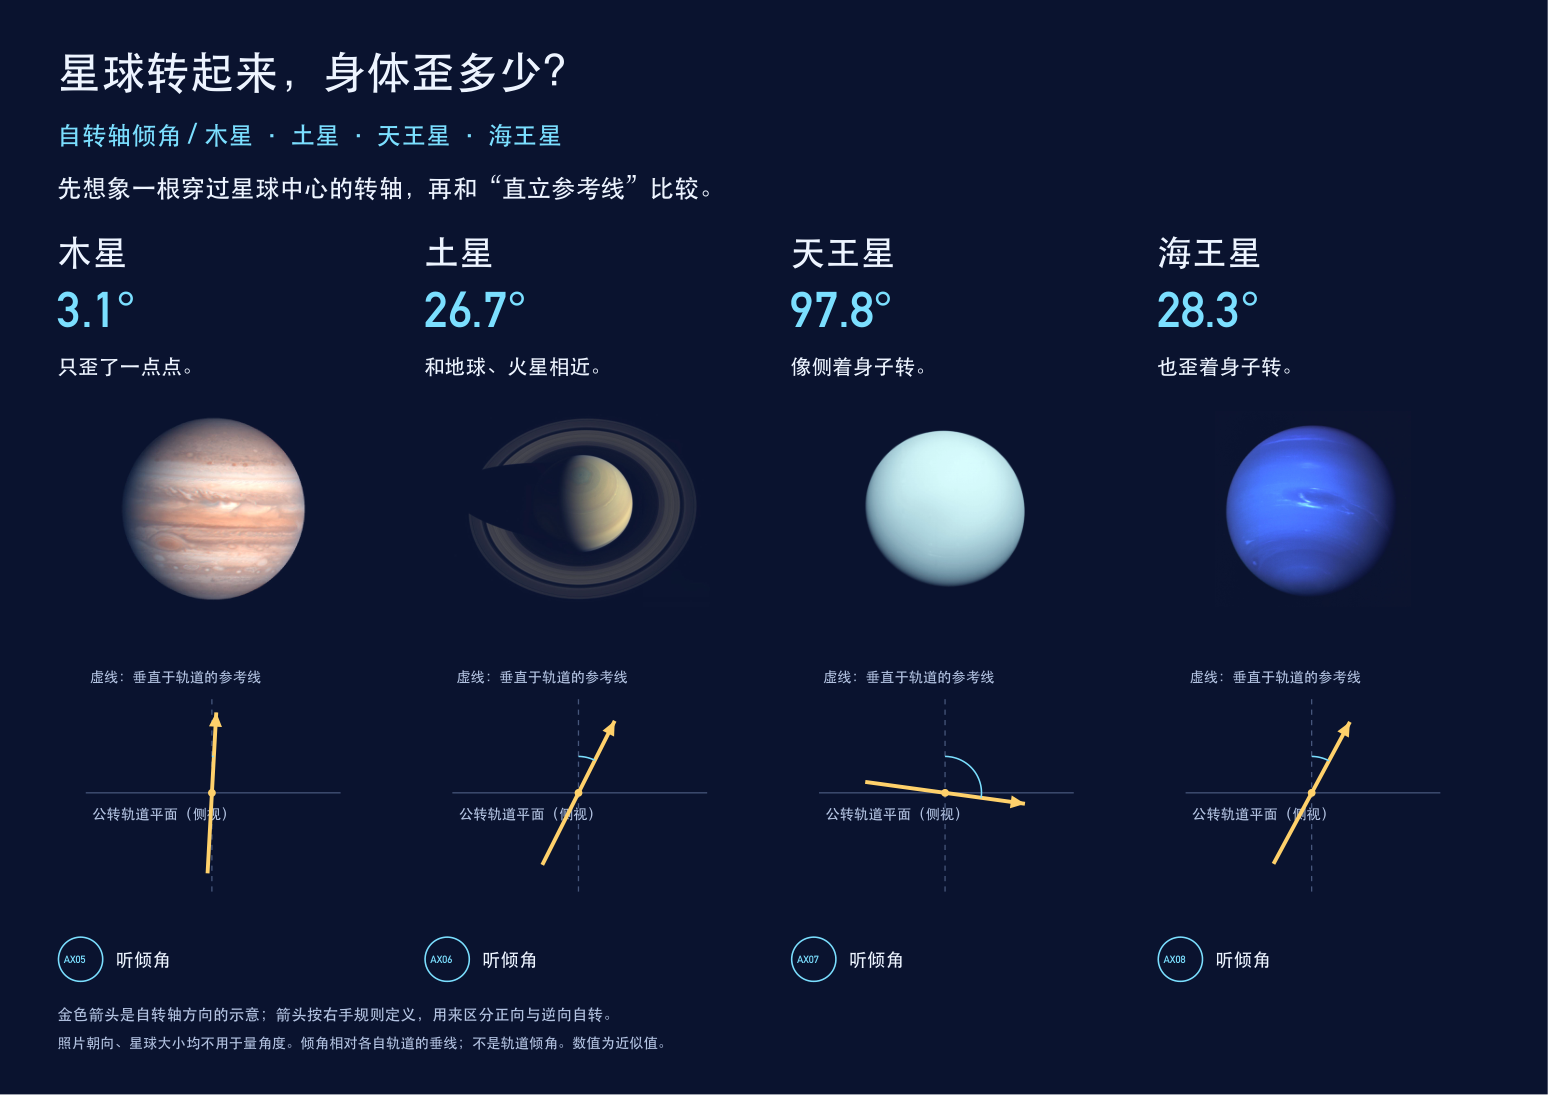 星球转起来，身体歪多少？
自转轴倾角 / 木星 · 土星 · 天王星 · 海王星
先想象一根穿过星球中心的转轴，再和“直立参考线”比较。
木星
3.1°
只歪了一点点。
土星
26.7°
和地球、火星相近。
天王星
97.8°
像侧着身子转。
海王星
28.3°
也歪着身子转。
虚线：垂直于轨道的参考线
公转轨道平面（侧视）
虚线：垂直于轨道的参考线
公转轨道平面（侧视）
虚线：垂直于轨道的参考线
公转轨道平面（侧视）
虚线：垂直于轨道的参考线
公转轨道平面（侧视）
AX05 听倾角
AX06 听倾角
AX07 听倾角
AX08 听倾角
金色箭头是自转轴方向的示意；箭头按右手规则定义，用来区分正向与逆向自转。
照片朝向、星球大小均不用于量角度。倾角相对各自轨道的垂线；不是轨道倾角。数值为近似值。